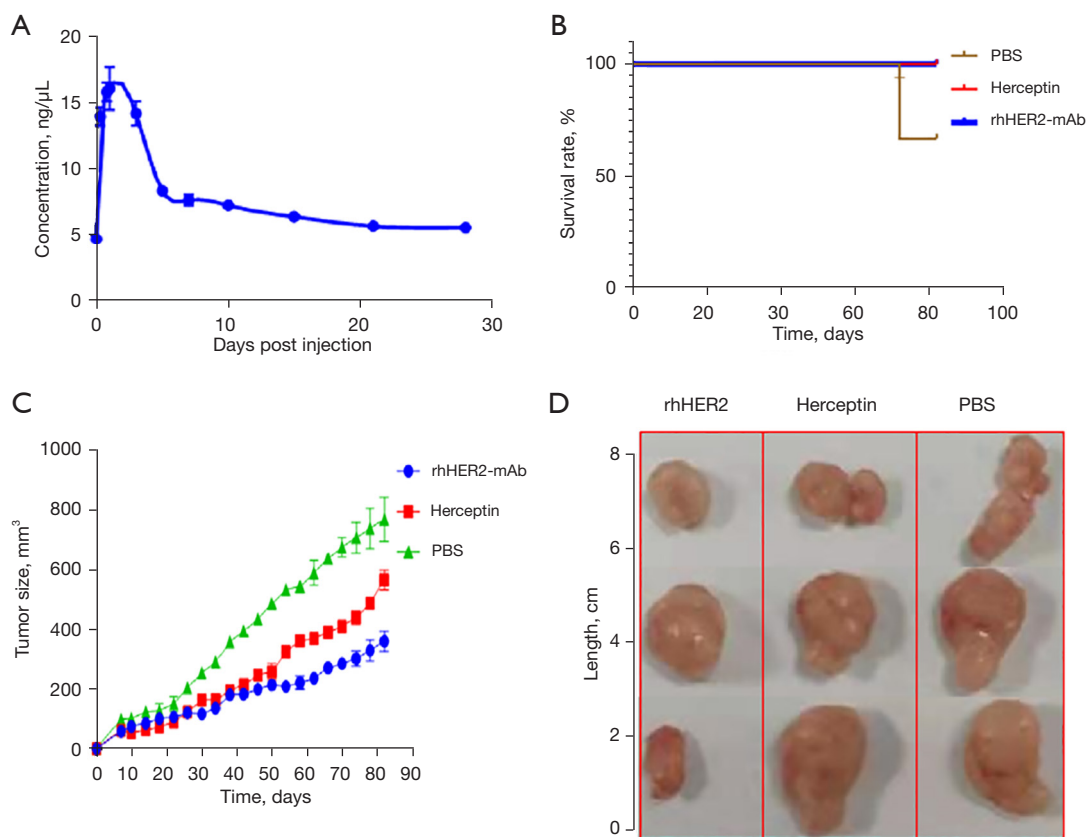 A
20
15
10
5
0
Concentration, ng/µL
0
10
20
30
Days post injection
B
100
50
0
Survival rate, %
0
20
40
60
80
100
Time, days
PBS
Herceptin
rhHER2-mAb
C
1000
800
600
400
200
0
Tumor size, mm³
0
10
20
30
40
50
60
70
80
90
Time, days
rhHER2-mAb
Herceptin
PBS
D
rhHER2
Herceptin
PBS
8
6
4
2
0
Length, cm